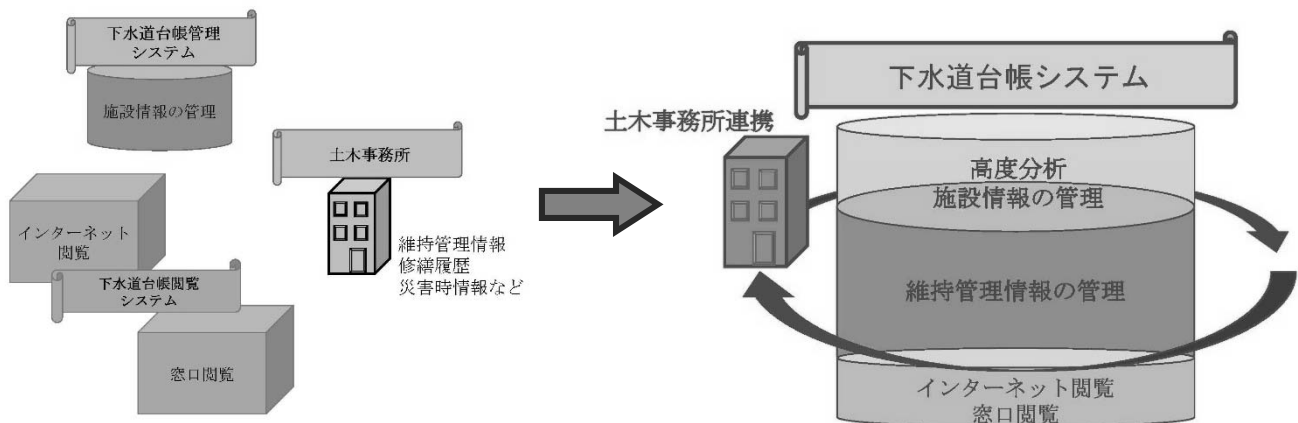 下水道台帳管理
システム
施設情報の管理
土木事務所
維持管理情報
修繕履歴
災害時情報など
インターネット
閲覧
下水道台帳閲覧
システム
窓口閲覧
下水道台帳システム
土木事務所連携
高度分析
施設情報の管理
維持管理情報の管理
インターネット閲覧
窓口閲覧